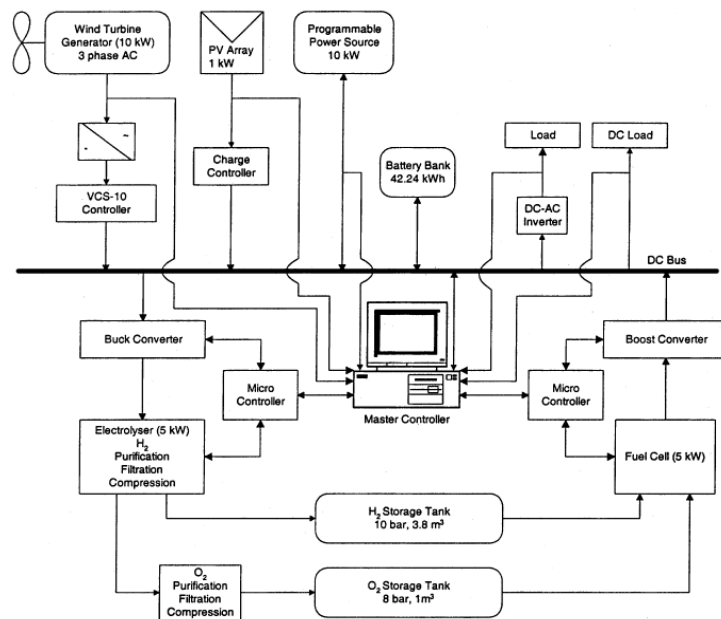 Wind Turbine
Generator (10 kW)
3 phase AC
PV Array
1 kW
Programmable
Power Source
10 kW
~
-
VCS-10
Controller
Charge
Controller
Battery Bank
42.24 kWh
Load
DC Load
DC-AC
Inverter
DC Bus
Buck Converter
Boost Converter
Micro
Controller
Master Controller
Micro
Controller
Electrolyser (5 kW)
H₂
Purification
Filtration
Compression
Fuel Cell (5 kW)
H₂ Storage Tank
10 bar, 3.8 m³
O₂
Purification
Filtration
Compression
O₂ Storage Tank
8 bar, 1m³